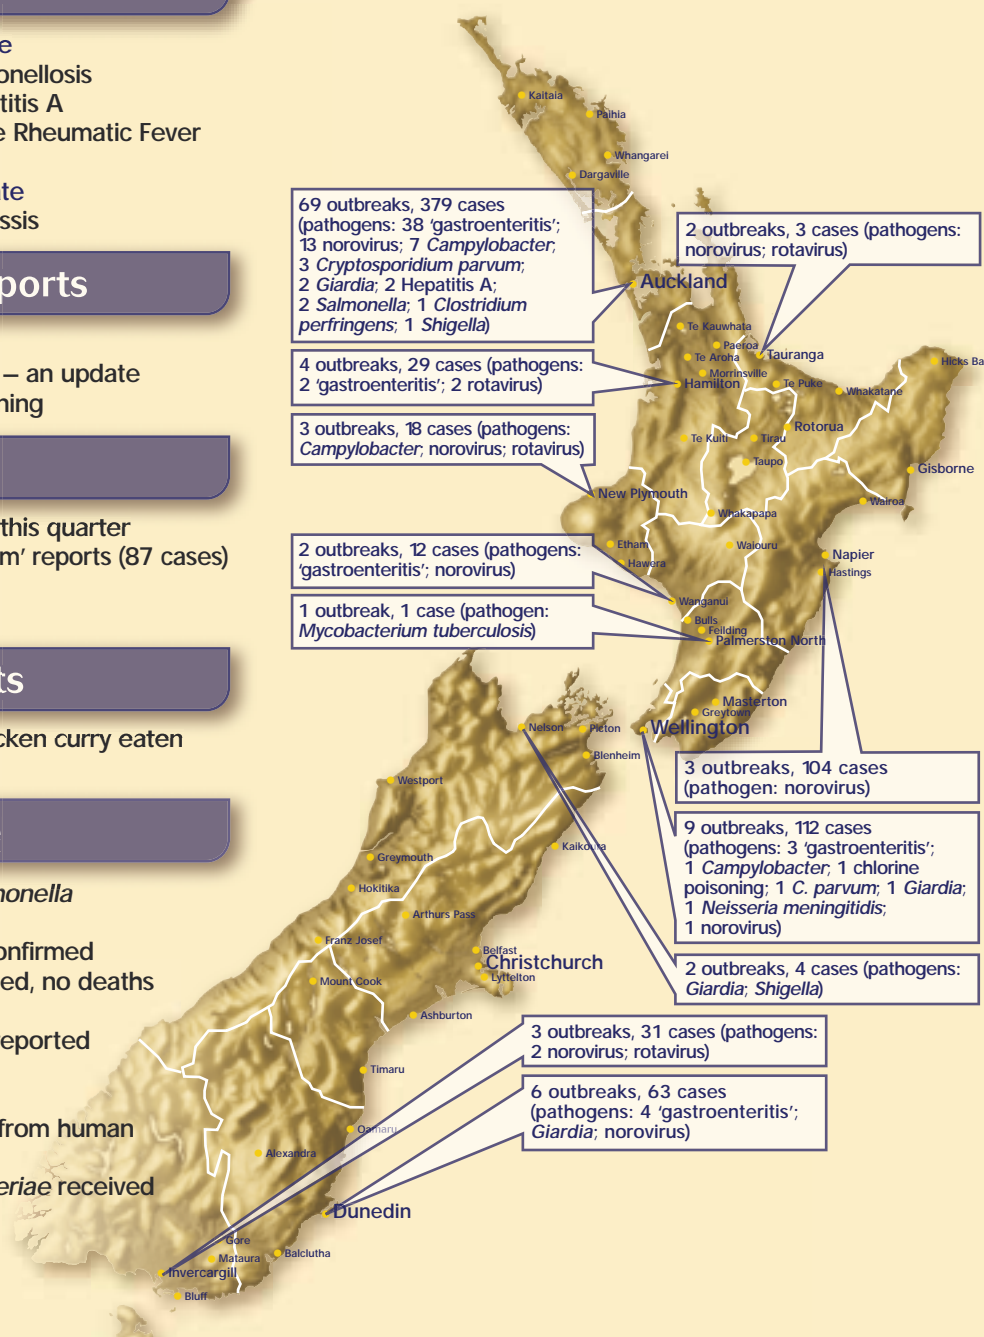 e
onellosis
titis A
e Rheumatic Fever
ate
ssis
ports
– an update
ning
this quarter
m’ reports (87 cases)
ts
cken curry eaten
monella
onfirmed
ed, no deaths
reported
from human
eriae received
Kaitaia
Paihia
Whangarei
Dargaville
69 outbreaks, 379 cases
(pathogens: 38 ‘gastroenteritis’;
13 norovirus; 7 Campylobacter;
3 Cryptosporidium parvum;
2 Giardia; 2 Hepatitis A;
2 Salmonella; 1 Clostridium
perfringens; 1 Shigella)
2 outbreaks, 3 cases (pathogens:
norovirus; rotavirus)
Auckland
Te Kauwhata
Paeroa
Te Aroha
Tauranga
Morrinsville
Hamilton
Te Puke
Whakatane
Hicks Ba
4 outbreaks, 29 cases (pathogens:
2 ‘gastroenteritis’; 2 rotavirus)
3 outbreaks, 18 cases (pathogens:
Campylobacter; norovirus; rotavirus)
Rotorua
Te Kuiti
Tirau
Taupo
Gisborne
New Plymouth
Wairoa
Whakapapa
2 outbreaks, 12 cases (pathogens:
‘gastroenteritis’; norovirus)
Etham
Hawera
Waiouru
Napier
Hastings
1 outbreak, 1 case (pathogen:
Mycobacterium tuberculosis)
Wanganui
Bulls
Feilding
Palmerston North
Masterton
Greytown
Wellington
Nelson
Picton
Blenheim
3 outbreaks, 104 cases
(pathogen: norovirus)
9 outbreaks, 112 cases
(pathogens: 3 ‘gastroenteritis’;
1 Campylobacter; 1 chlorine
poisoning; 1 C. parvum; 1 Giardia;
1 Neisseria meningitidis;
1 norovirus)
2 outbreaks, 4 cases (pathogens:
Giardia; Shigella)
Westport
Kaikoura
Greymouth
Hokitika
Arthurs Pass
Franz Josef
Belfast
Christchurch
Lyttelton
Mount Cook
Ashburton
3 outbreaks, 31 cases (pathogens:
2 norovirus; rotavirus)
6 outbreaks, 63 cases
(pathogens: 4 ‘gastroenteritis’;
Giardia; norovirus)
Timaru
Oamaru
Alexandra
Dunedin
Gore
Mataura
Balclutha
Invercargill
Bluff